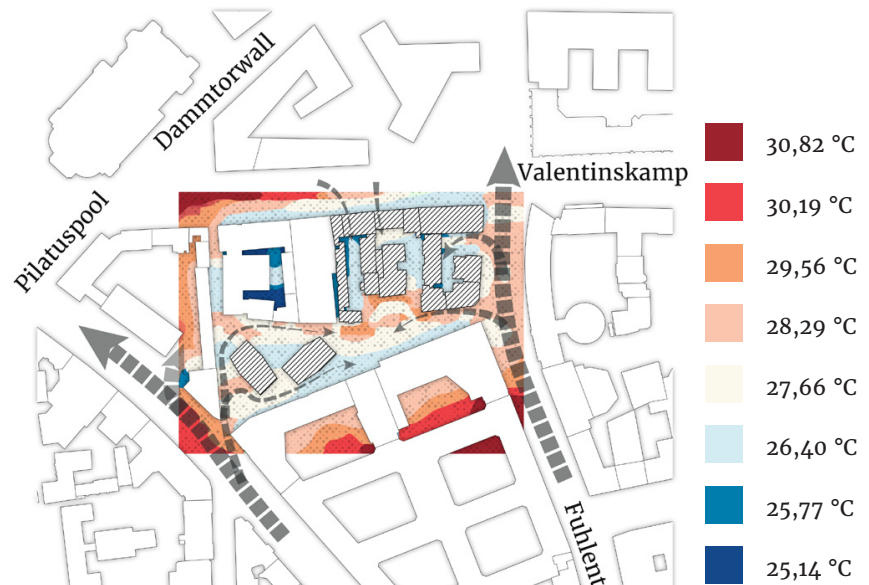 Dammtorwall
Valentinskamp
Pilatuspool
Fuhlent
30,82 °C
30,19 °C
29,56 °C
28,29 °C
27,66 °C
26,40 °C
25,77 °C
25,14 °C